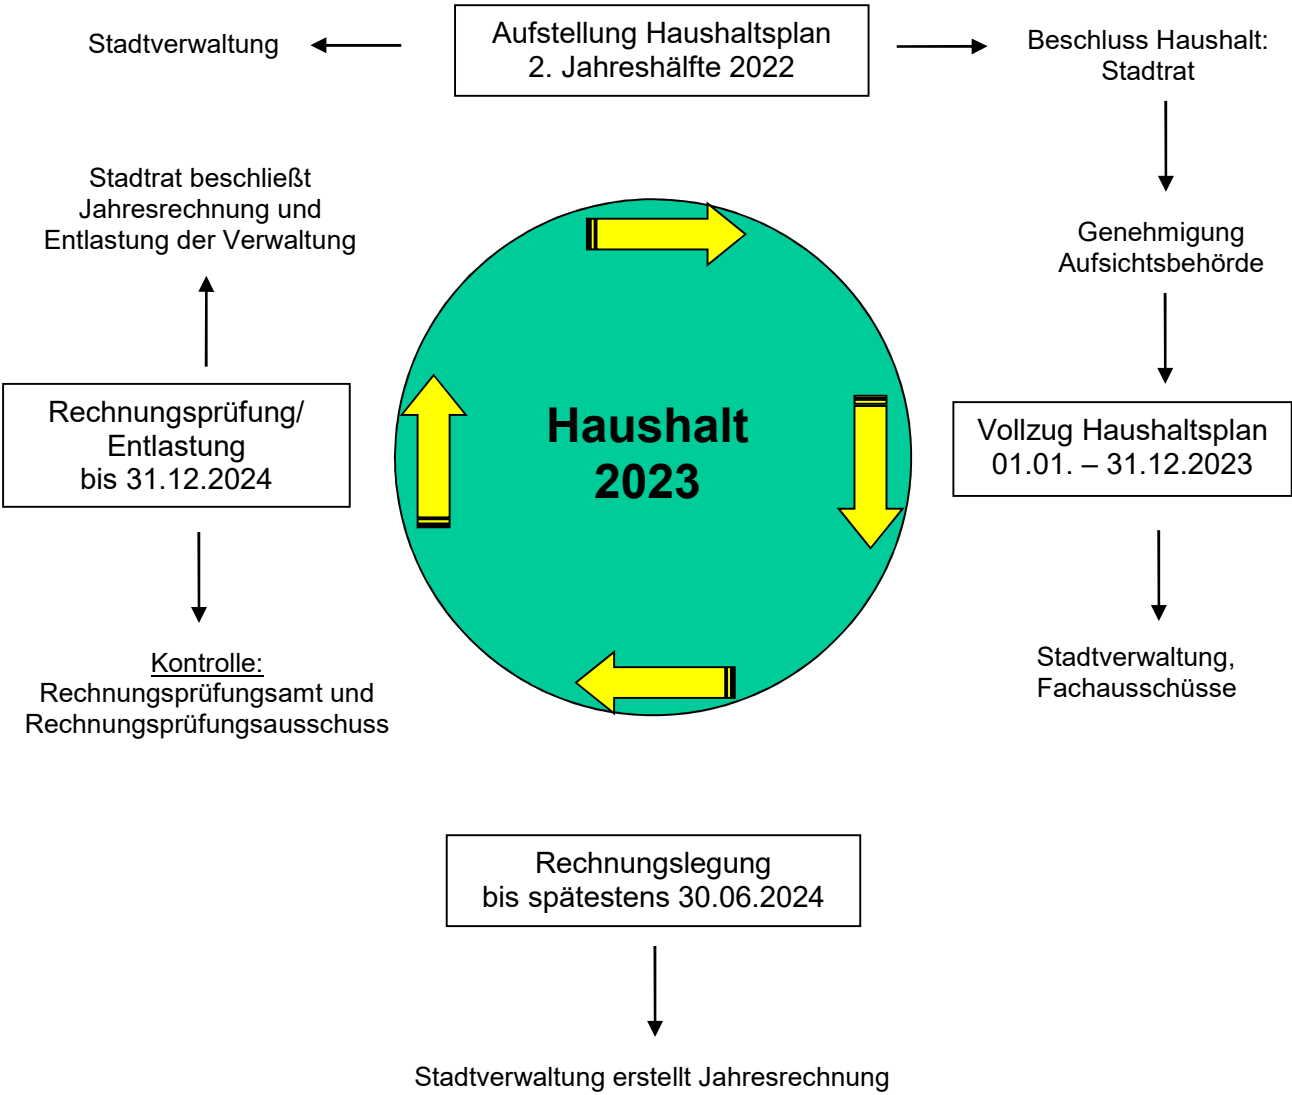 Stadtverwaltung
Aufstellung Haushaltsplan
2. Jahreshälfte 2022
Beschluss Haushalt:
Stadtrat
Stadtrat beschließt
Jahresrechnung und
Entlastung der Verwaltung
Genehmigung
Aufsichtsbehörde
Rechnungsprüfung/
Entlastung
bis 31.12.2024
Haushalt
2023
Vollzug Haushaltsplan
01.01. – 31.12.2023
Kontrolle:
Rechnungsprüfungsamt und
Rechnungsprüfungsausschuss
Stadtverwaltung,
Fachausschüsse
Rechnungslegung
bis spätestens 30.06.2024
Stadtverwaltung erstellt Jahresrechnung